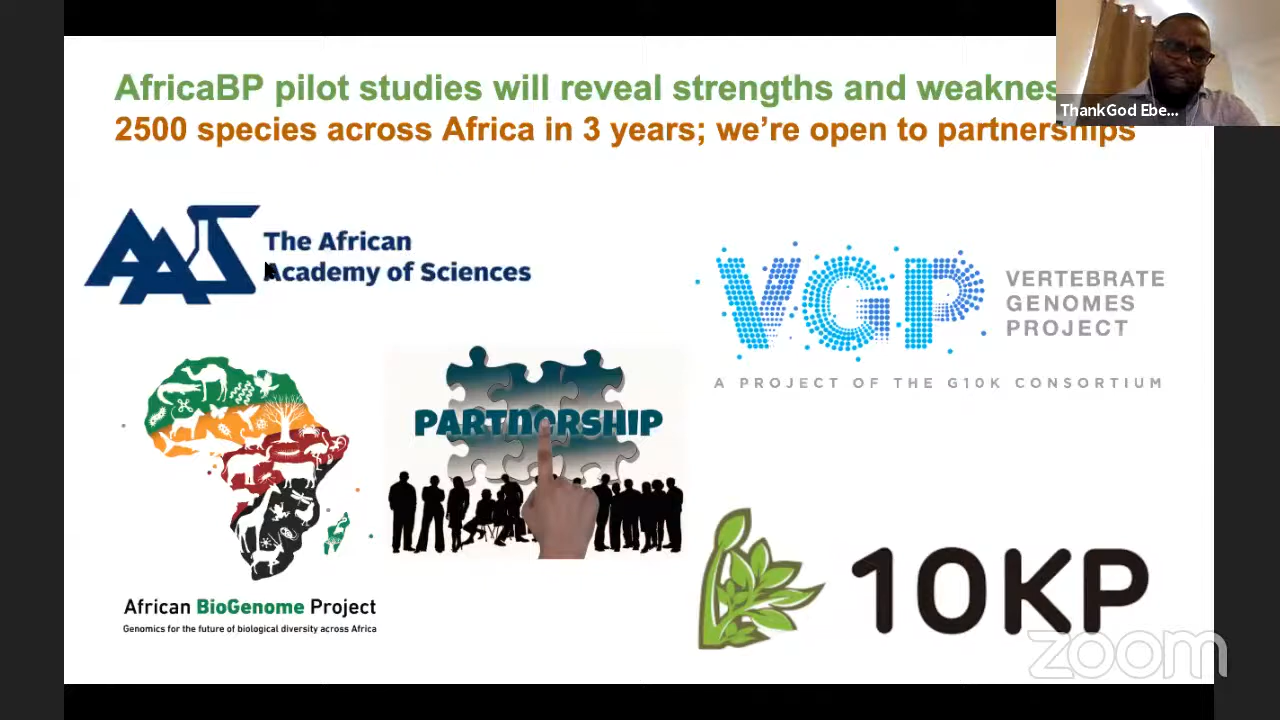 AfricaBP pilot studies will reveal strengths and
2500 species across Africa in 3 years; we're open to partnerships
ThankGod Ebe...
AAS
The African
Academy of Sciences
VGP
VERTEBRATE
GENOMES
PROJECT
A PROJECT OF THE G10K CONSORTIUM
PARTNERSHIP
African BioGenome Project
Genomics for the future of biological diversity across Africa
10KP
zoom